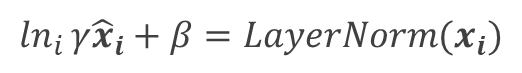 ln_i γx̂_i + β = LayerNorm(x_i)